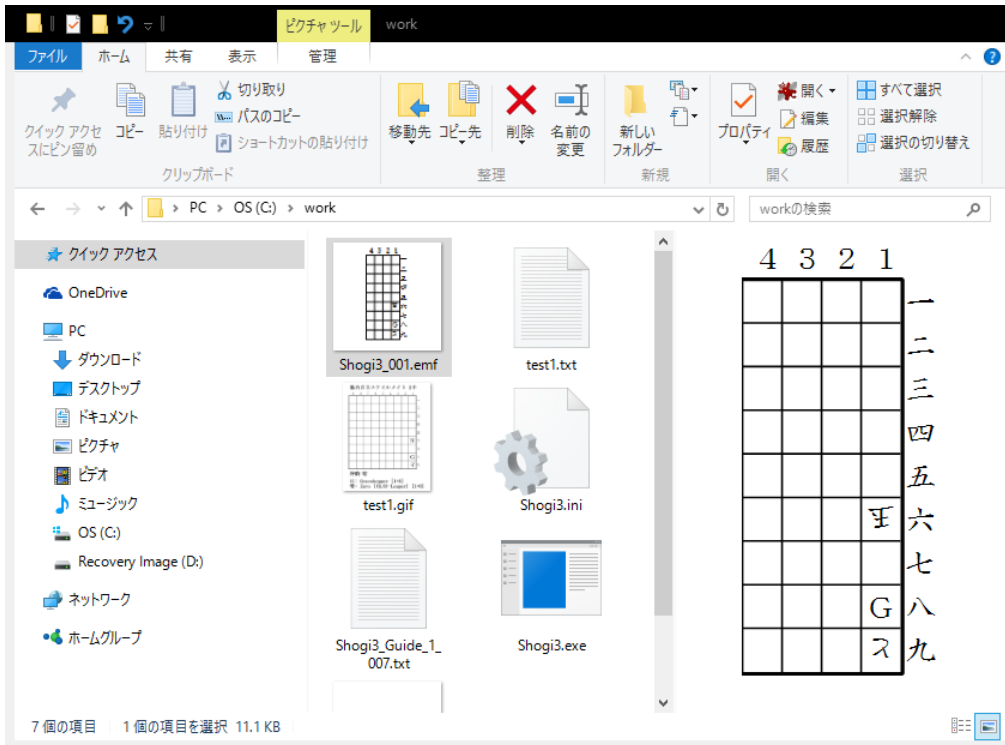 ピクチャ ツール
work
ファイル
ホーム
共有
表示
管理
クイック アクセスにピン留め
コピー
貼り付け
切り取り
パスのコピー
ショートカットの貼り付け
移動先
コピー先
削除
名前の変更
新しいフォルダー
プロパティ
開く
編集
履歴
すべて選択
選択解除
選択の切り替え
クリップボード
整理
新規
開く
選択
PC
OS (C:)
work
workの検索
クイック アクセス
OneDrive
PC
ダウンロード
デスクトップ
ドキュメント
ピクチャ
ビデオ
ミュージック
OS (C:)
Recovery Image (D:)
ネットワーク
ホームグループ
4 3 2 1
Shogi3_001.emf
test1.txt
test1.gif
Shogi3.ini
Shogi3_Guide_1_
007.txt
Shogi3.exe
4 3 2 1
一
二
三
四
五
六
七
G 八
九
7 個の項目
1 個の項目を選択 11.1 KB